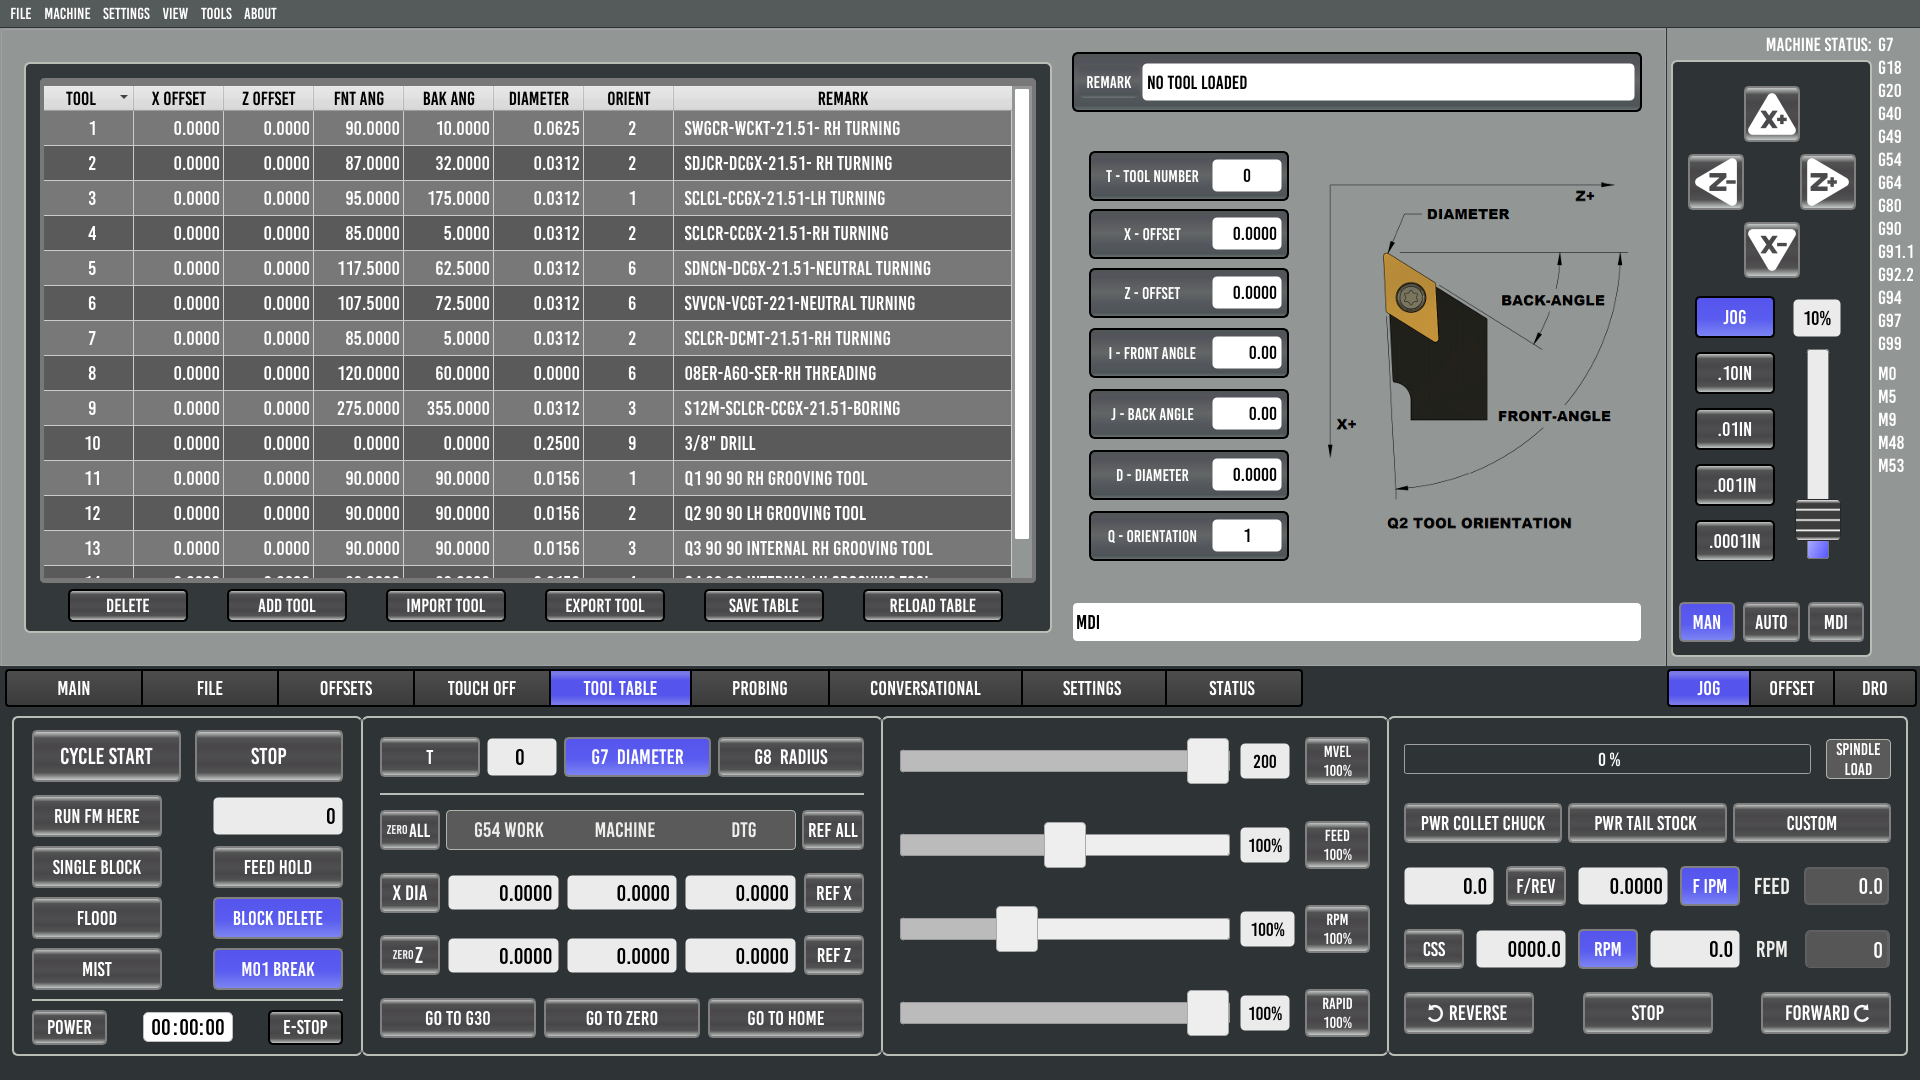 FILE MACHINE SETTINGS VIEW TOOLS ABOUT
TOOL X OFFSET Z OFFSET FNT ANG BAK ANG DIAMETER ORIENT REMARK
1 0.0000 0.0000 90.0000 10.0000 0.0625 2 SWGCR-WCKT-21.51- RH TURNING
2 0.0000 0.0000 87.0000 32.0000 0.0312 2 SDJCR-DCGX-21.51- RH TURNING
3 0.0000 0.0000 95.0000 175.0000 0.0312 1 SCLCL-CCGX-21.51-LH TURNING
4 0.0000 0.0000 85.0000 5.0000 0.0312 2 SCLCR-CCGX-21.51-RH TURNING
5 0.0000 0.0000 117.5000 62.5000 0.0312 6 SDNCN-DCGX-21.51-NEUTRAL TURNING
6 0.0000 0.0000 107.5000 72.5000 0.0312 6 SVVCN-VCGT-221-NEUTRAL TURNING
7 0.0000 0.0000 85.0000 5.0000 0.0312 2 SCLCR-DCMT-21.51-RH TURNING
8 0.0000 0.0000 120.0000 60.0000 0.0000 6 08ER-A60-SER-RH THREADING
9 0.0000 0.0000 275.0000 355.0000 0.0312 3 S12M-SCLCR-CCGX-21.51-BORING
10 0.0000 0.0000 0.0000 0.0000 0.2500 9 3/8" DRILL
11 0.0000 0.0000 90.0000 90.0000 0.0156 1 Q1 90 90 RH GROOVING TOOL
12 0.0000 0.0000 90.0000 90.0000 0.0156 2 Q2 90 90 LH GROOVING TOOL
13 0.0000 0.0000 90.0000 90.0000 0.0156 3 Q3 90 90 INTERNAL RH GROOVING TOOL
DELETE ADD TOOL IMPORT TOOL EXPORT TOOL SAVE TABLE RELOAD TABLE
REMARK NO TOOL LOADED
T - TOOL NUMBER 0
X - OFFSET 0.0000
Z - OFFSET 0.0000
I - FRONT ANGLE 0.00
J - BACK ANGLE 0.00
D - DIAMETER 0.0000
Q - ORIENTATION 1
Z+
DIAMETER
BACK-ANGLE
FRONT-ANGLE
X+
Q2 TOOL ORIENTATION
MDI
MACHINE STATUS: G7
G18
G20
G40
G49
G54
G64
G80
G90
G91.1
G92.2
G94
G97
G99
M0
M5
M9
M48
M53
X+
Z- Z+
X-
JOG 10%
.10IN
.01IN
.001IN
.0001IN
MAN AUTO MDI
MAIN FILE OFFSETS TOUCH OFF TOOL TABLE PROBING CONVERSATIONAL SETTINGS STATUS
JOG OFFSET DRO
CYCLE START STOP
RUN FM HERE 0
SINGLE BLOCK FEED HOLD
FLOOD BLOCK DELETE
MIST M01 BREAK
POWER 00:00:00 E-STOP
T 0 G7 DIAMETER G8 RADIUS
ZERO ALL G54 WORK MACHINE DTG REF ALL
X DIA 0.0000 0.0000 0.0000 REF X
ZERO Z 0.0000 0.0000 0.0000 REF Z
GO TO G30 GO TO ZERO GO TO HOME
200 MVEL
100%
100% FEED
100%
100% RPM
100%
100% RAPID
100%
0 % SPINDLE
LOAD
PWR COLLET CHUCK PWR TAIL STOCK CUSTOM
0.0 F/REV 0.0000 F IPM FEED 0.0
CSS 0000.0 RPM 0.0 RPM 0
REVERSE STOP FORWARD